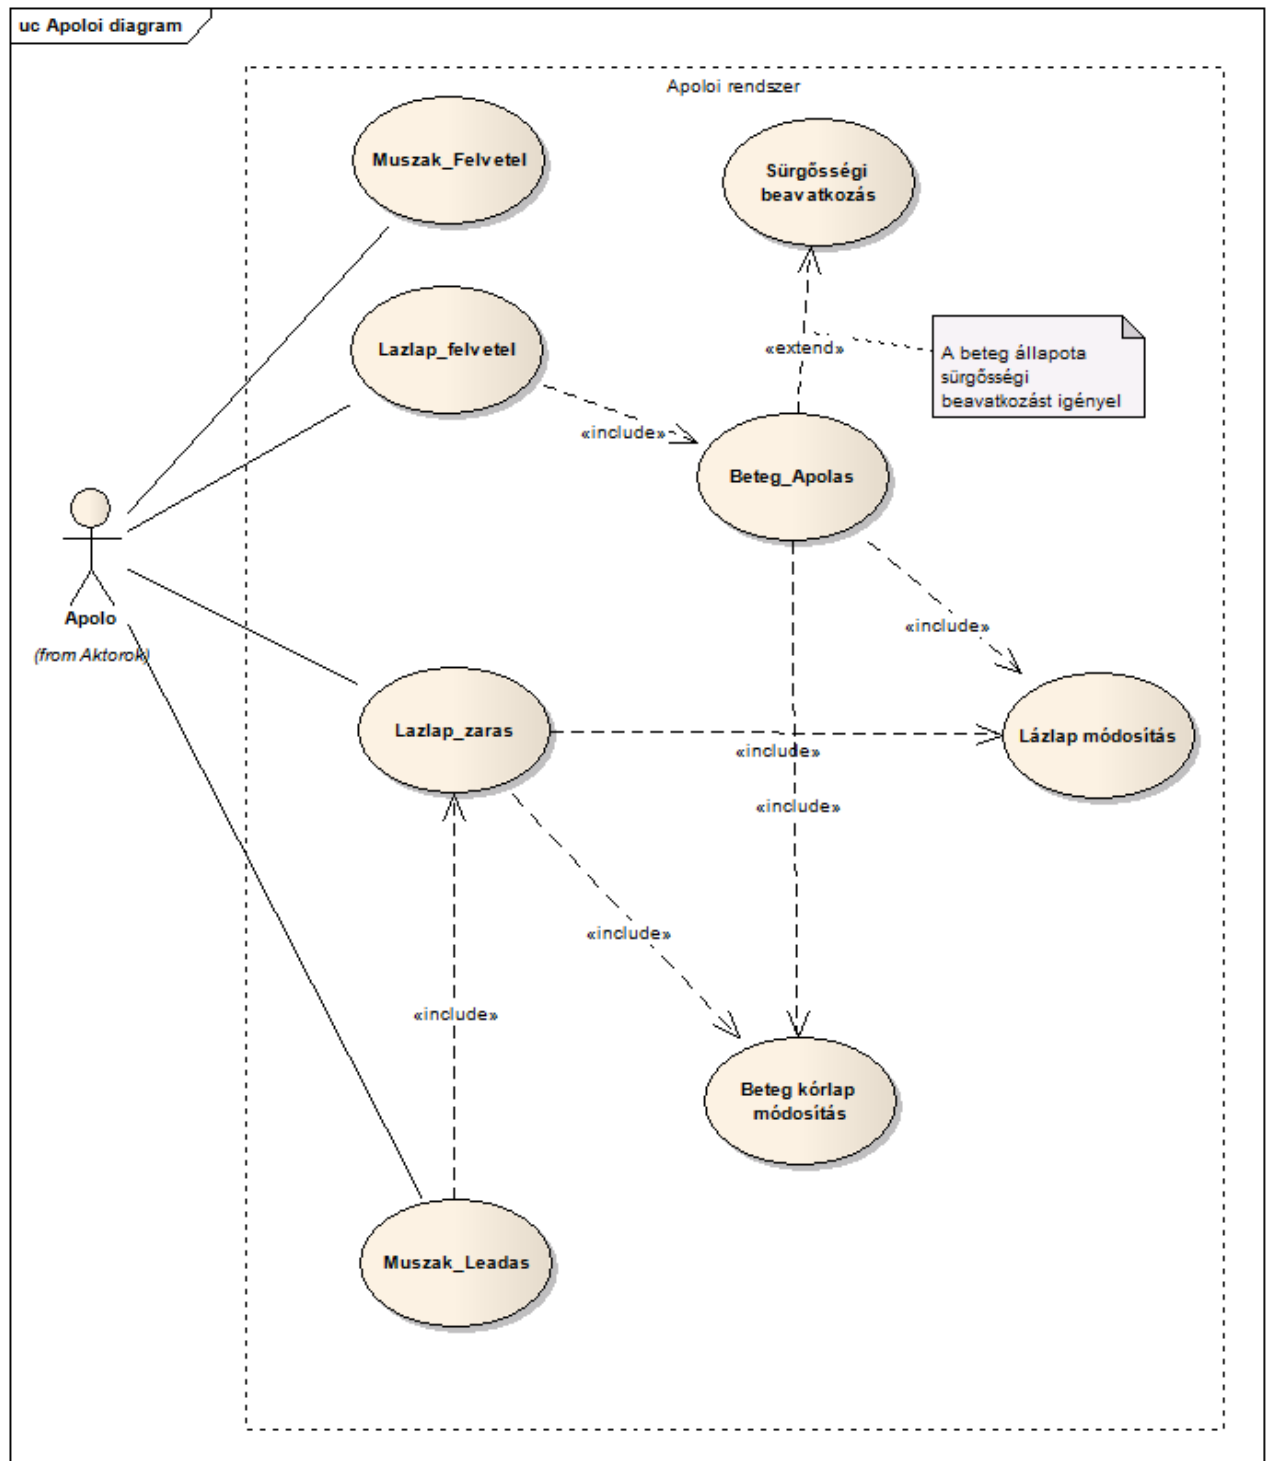 uc Apoloi diagram
Apoloi rendszer
Muszak_Felvetel
Sürgősségi
beavatkozás
Lazlap_felvetel
«extend»
A beteg állapota
sürgősségi
beavatkozást igényel
«include»
Beteg_Apolas
Apolo
(from Aktorok)
«include»
Lazlap_zaras
Lázlap módosítás
«include»
«include»
«include»
«include»
Beteg kórlap
módosítás
Muszak_Leadas